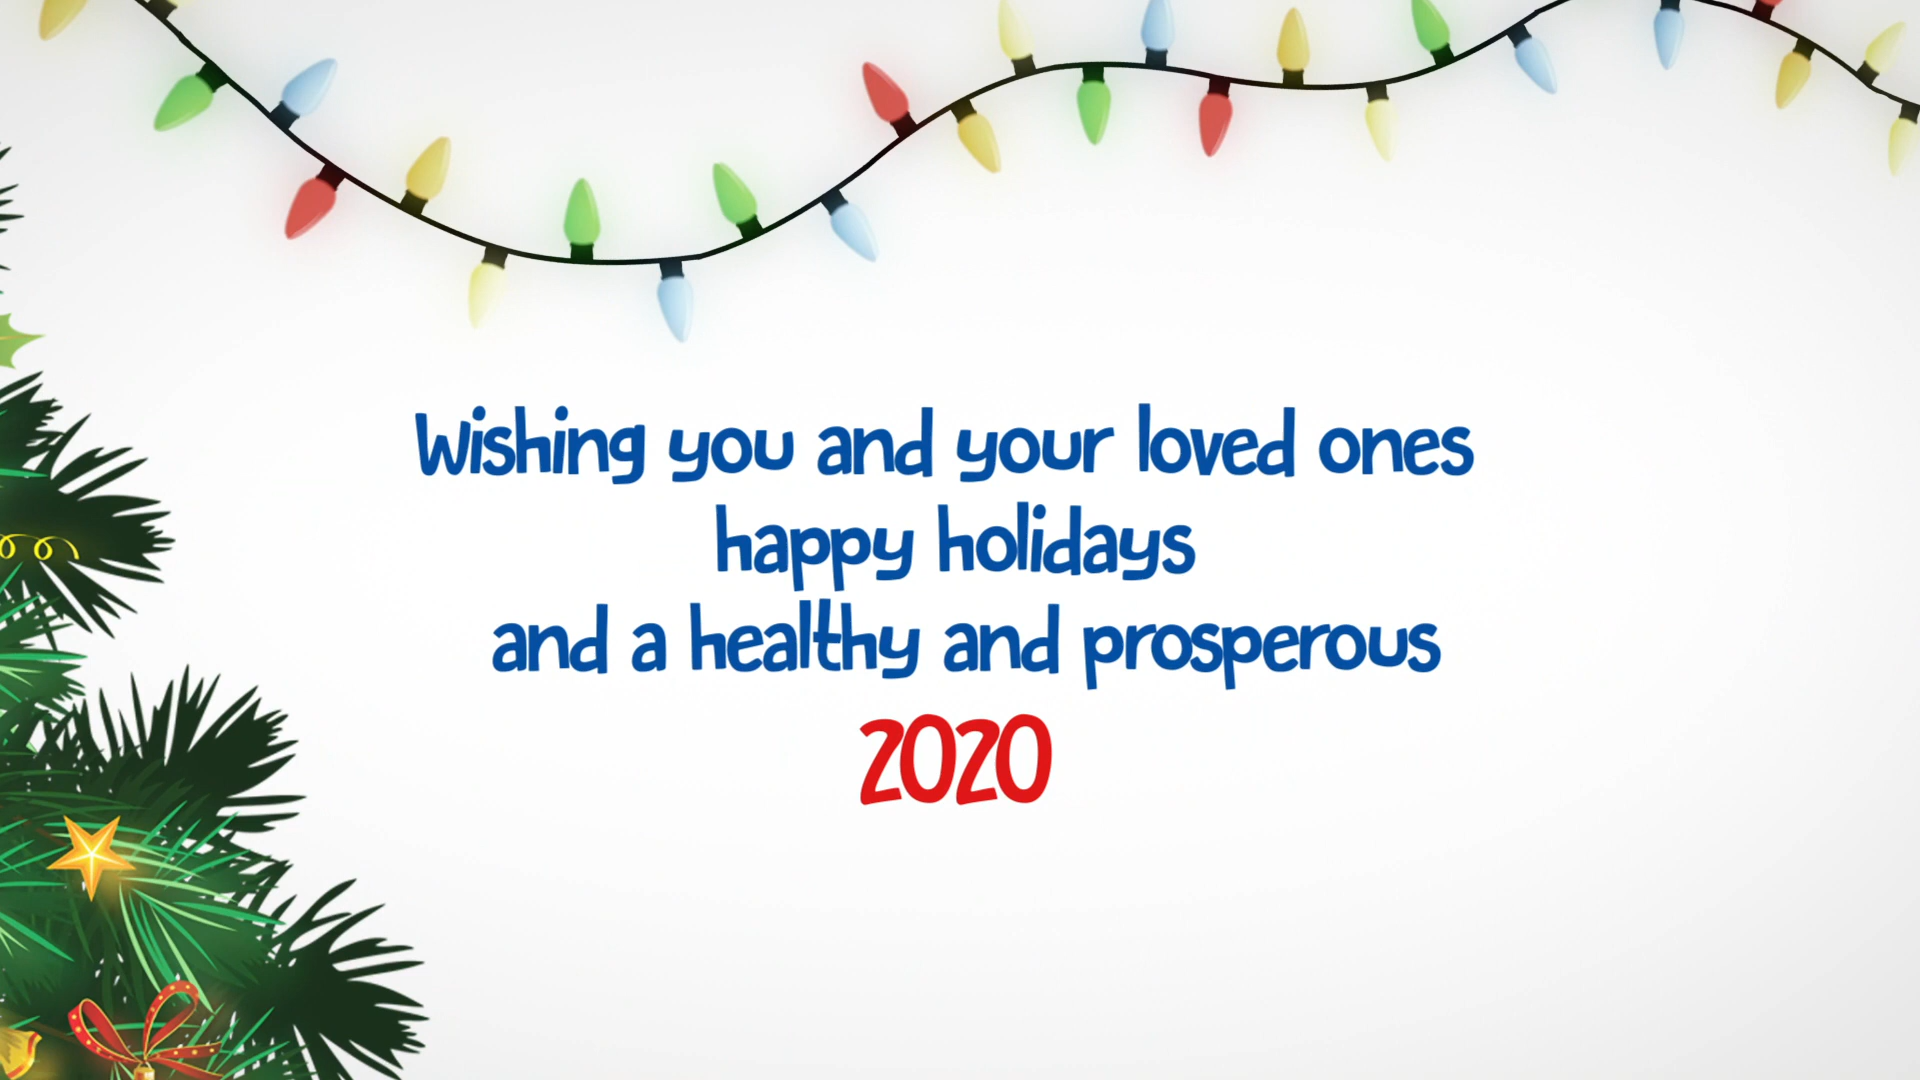 Wishing you and your loved ones
happy holidays
and a healthy and prosperous
2020